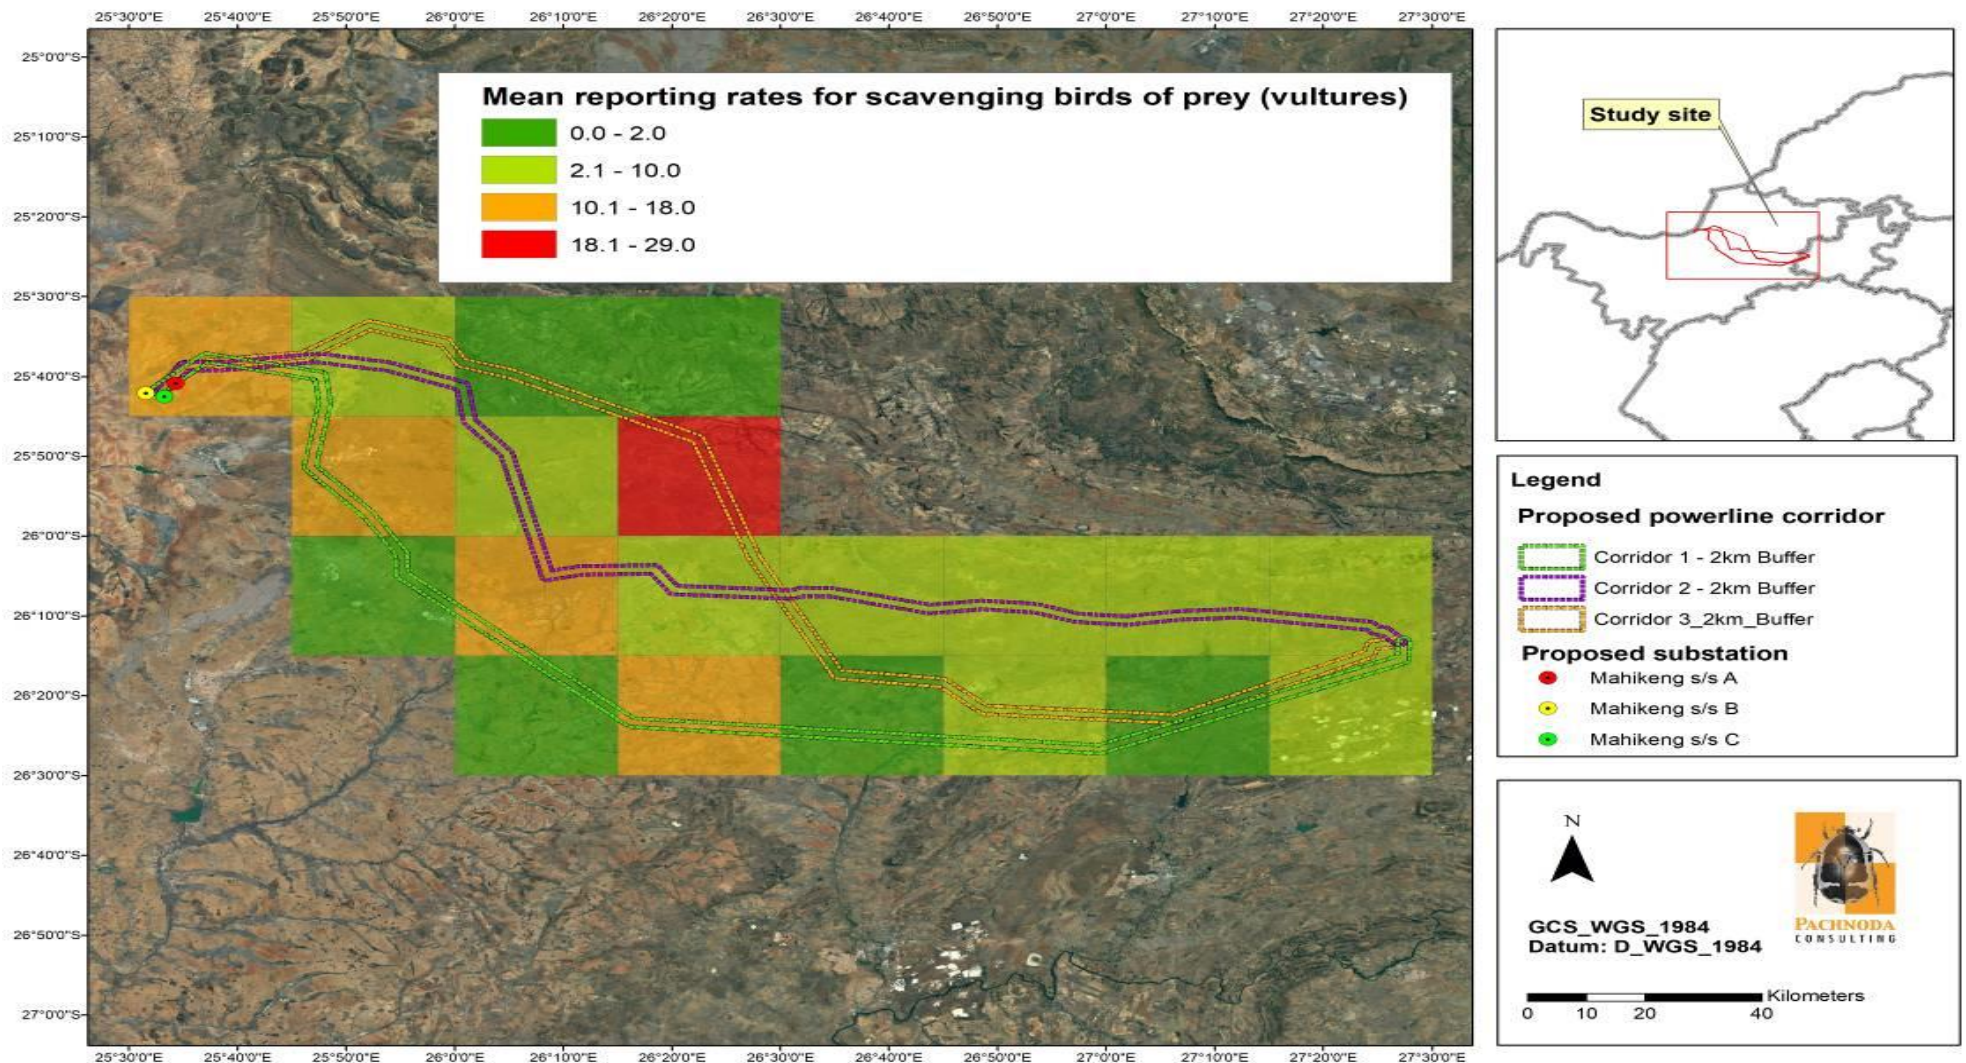 25°30'0"E 25°40'0"E 25°50'0"E 26°0'0"E 26°10'0"E 26°20'0"E 26°30'0"E 26°40'0"E 26°50'0"E 27°0'0"E 27°10'0"E 27°20'0"E 27°30'0"E
25°0'0"S
25°10'0"S
25°20'0"S
25°30'0"S
25°40'0"S
25°50'0"S
26°0'0"S
26°10'0"S
26°20'0"S
26°30'0"S
26°40'0"S
26°50'0"S
27°0'0"S
Mean reporting rates for scavenging birds of prey (vultures)
0.0 - 2.0
2.1 - 10.0
10.1 - 18.0
18.1 - 29.0
25°30'0"E 25°40'0"E 25°50'0"E 26°0'0"E 26°10'0"E 26°20'0"E 26°30'0"E 26°40'0"E 26°50'0"E 27°0'0"E 27°10'0"E 27°20'0"E 27°30'0"E
Study site
Legend
Proposed powerline corridor
Corridor 1 - 2km Buffer
Corridor 2 - 2km Buffer
Corridor 3_2km_Buffer
Proposed substation
Mahikeng s/s A
Mahikeng s/s B
Mahikeng s/s C
N
PACHNODA
CONSULTING
GCS_WGS_1984
Datum: D_WGS_1984
Kilometers
0 10 20 40